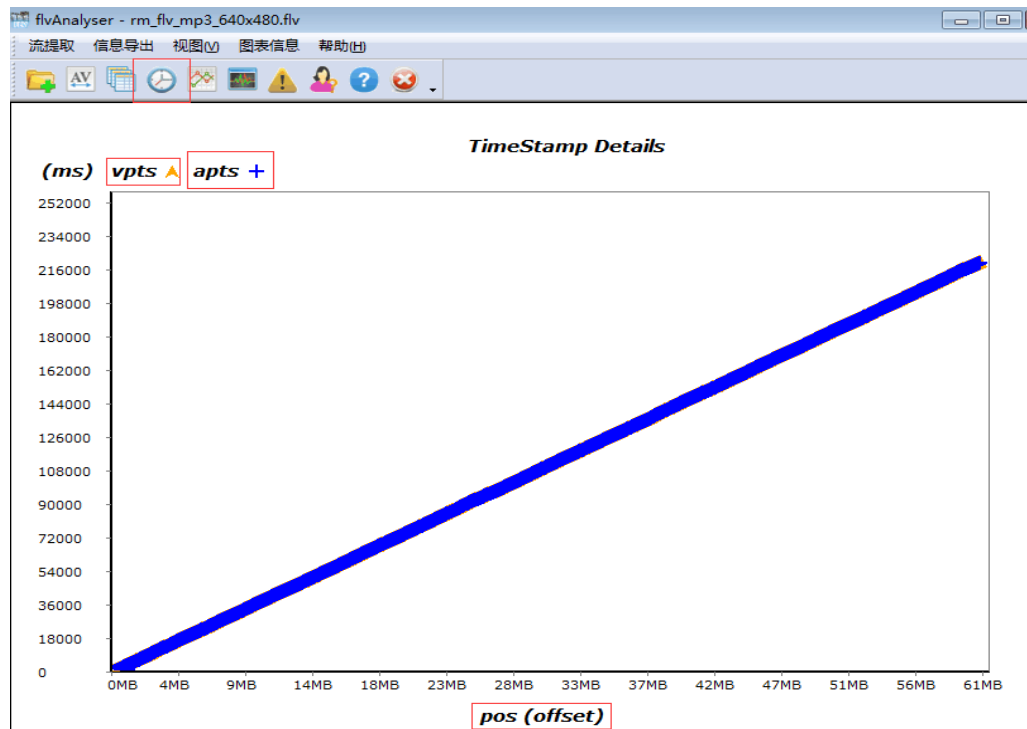 flvAnalyser - rm_flv_mp3_640x480.flv
流提取 信息导出 视图(V) 图表信息 帮助(H)
AV
TimeStamp Details
(ms) vpts apts
252000
234000
216000
198000
180000
162000
144000
126000
108000
90000
72000
54000
36000
18000
0
0MB 4MB 9MB 14MB 18MB 23MB 28MB 33MB 37MB 42MB 47MB 51MB 56MB 61MB
pos (offset)